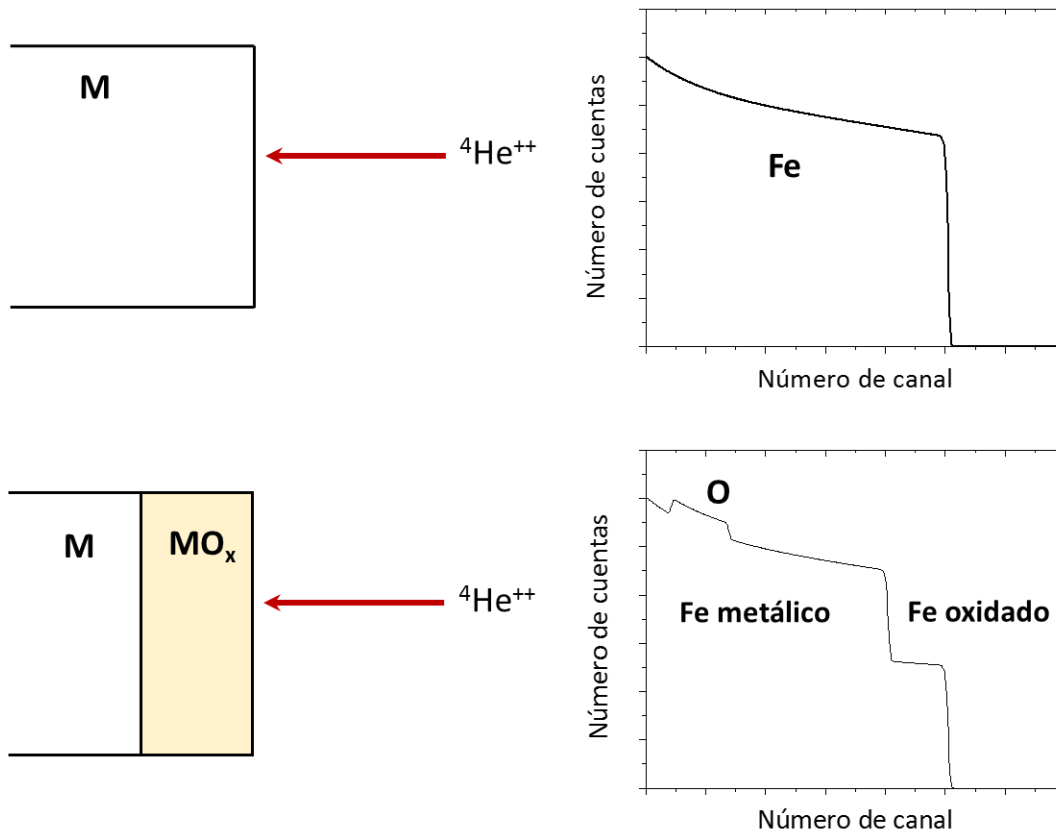 M
⁴He⁺⁺
Número de cuentas
Fe
Número de canal
M
MOₓ
⁴He⁺⁺
Número de cuentas
O
Fe metálico
Fe oxidado
Número de canal